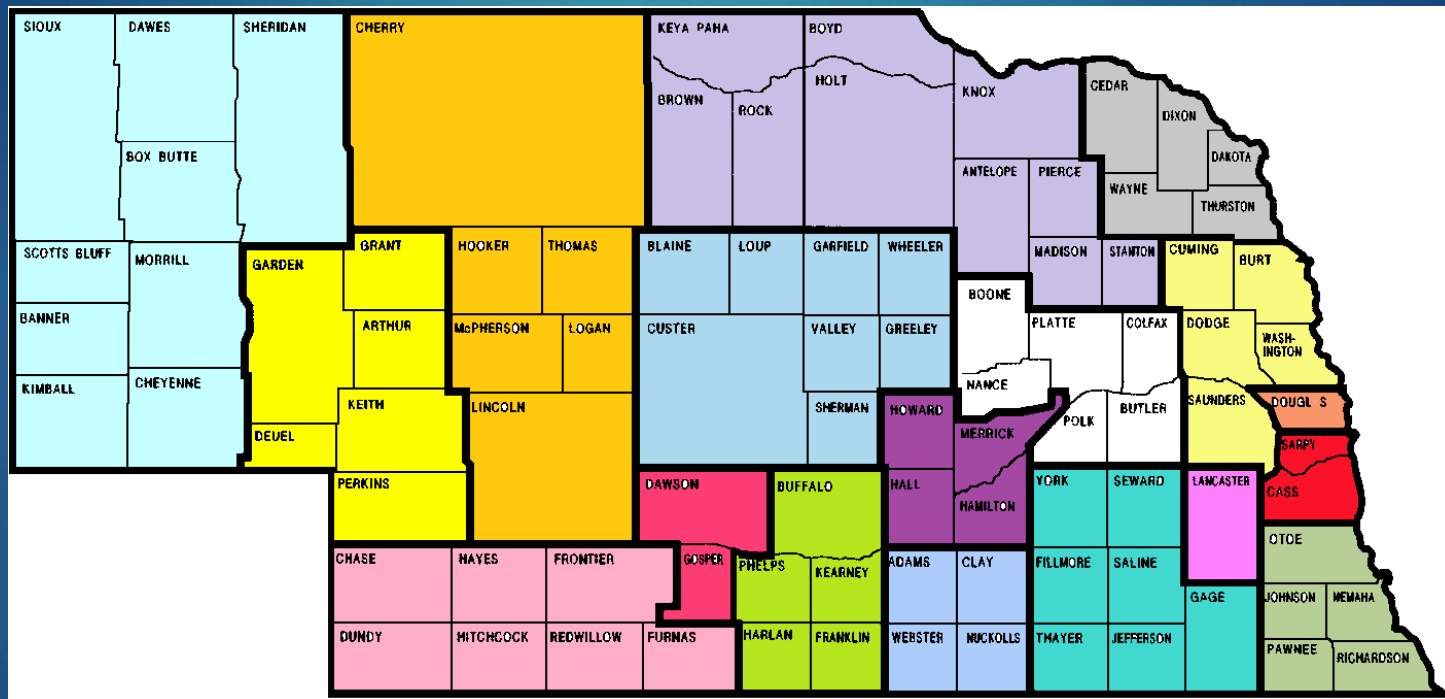 SIOUX
DAWES
SHERIDAN
CHERRY
KEYA PAHA
BOYD
HOLT
BROWN
ROCK
KNOX
CEDAR
DIXON
DAKOTA
BOX BUTTE
ANTELOPE
PIERCE
WAYNE
THURSTON
SCOTTS BLUFF
MORRILL
GARDEN
GRANT
HOOKER
THOMAS
BLAINE
LOUP
GARFIELD
WHEELER
MADISON
STANTON
CUMING
BURT
BANNER
ARTHUR
McPHERSON
LOGAN
CUSTER
VALLEY
GREELEY
BOONE
PLATTE
COLFAX
DODGE
WASH-
INGTON
KIMBALL
CHEYENNE
KEITH
LINCOLN
SHERMAN
HOWARD
NANCE
MERRICK
POLK
BUTLER
SAUNDERS
DOUGL S
SARPY
DEUEL
PERKINS
DAWSON
BUFFALO
HALL
HAMILTON
YORK
SEWARD
LANCASTER
CASS
CHASE
HAYES
FRONTIER
GOSPER
PHELPS
KEARNEY
ADAMS
CLAY
FILLMORE
SALINE
OTOE
GAGE
JOHNSON
NEMAHA
DUNDY
HITCHCOCK
REDWILLOW
FURNAS
HARLAN
FRANKLIN
WEBSTER
NUCKOLLS
THAYER
JEFFERSON
PAWNEE
RICHARDSON